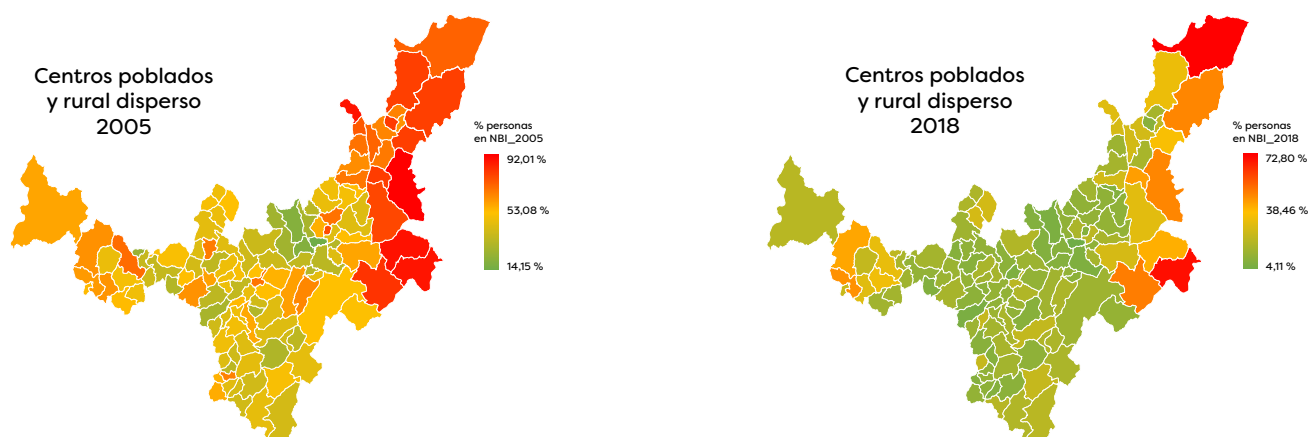 Centros poblados
y rural disperso
2005
% personas
en NBI_2005
92,01 %
53,08 %
14,15 %
Centros poblados
y rural disperso
2018
% personas
en NBI_2018
72,80 %
38,46 %
4,11 %